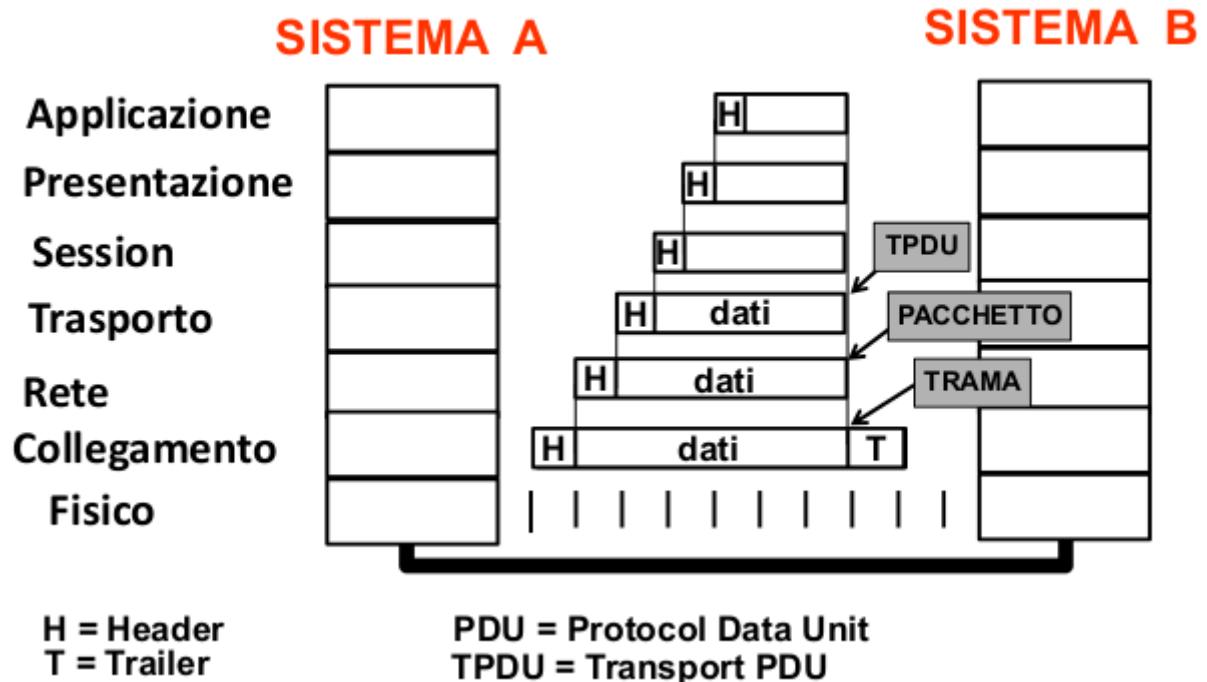 SISTEMA A
SISTEMA B
Applicazione
H
Presentazione
H
Session
H
TPDU
Trasporto
H dati
PACCHETTO
Rete
H dati
TRAMA
Collegamento
H dati T
Fisico
H = Header
PDU = Protocol Data Unit
T = Trailer
TPDU = Transport PDU